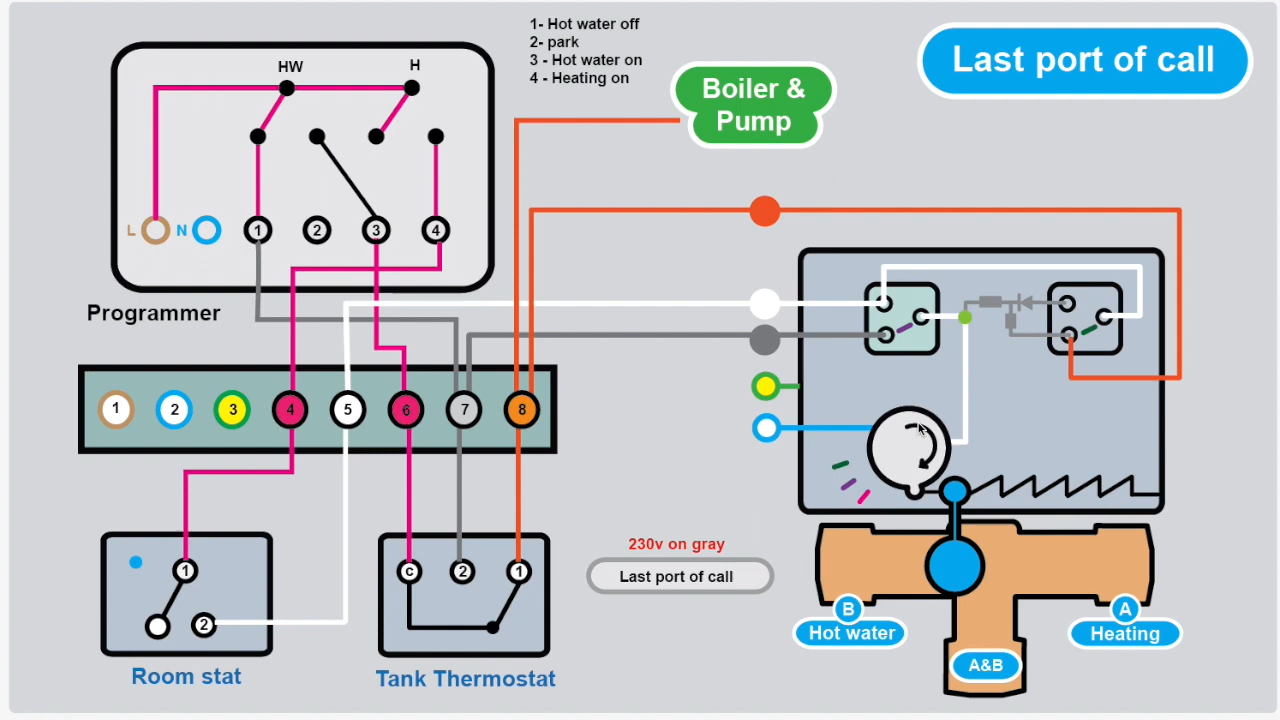 1- Hot water off
2- park
3 - Hot water on
4 - Heating on
Boiler &
Pump
Last port of call
HW
H
L
N
1
2
3
4
Programmer
1
2
3
4
5
6
7
8
1
2
Room stat
c
2
1
Tank Thermostat
230v on gray
Last port of call
B
Hot water
A
Heating
A&B